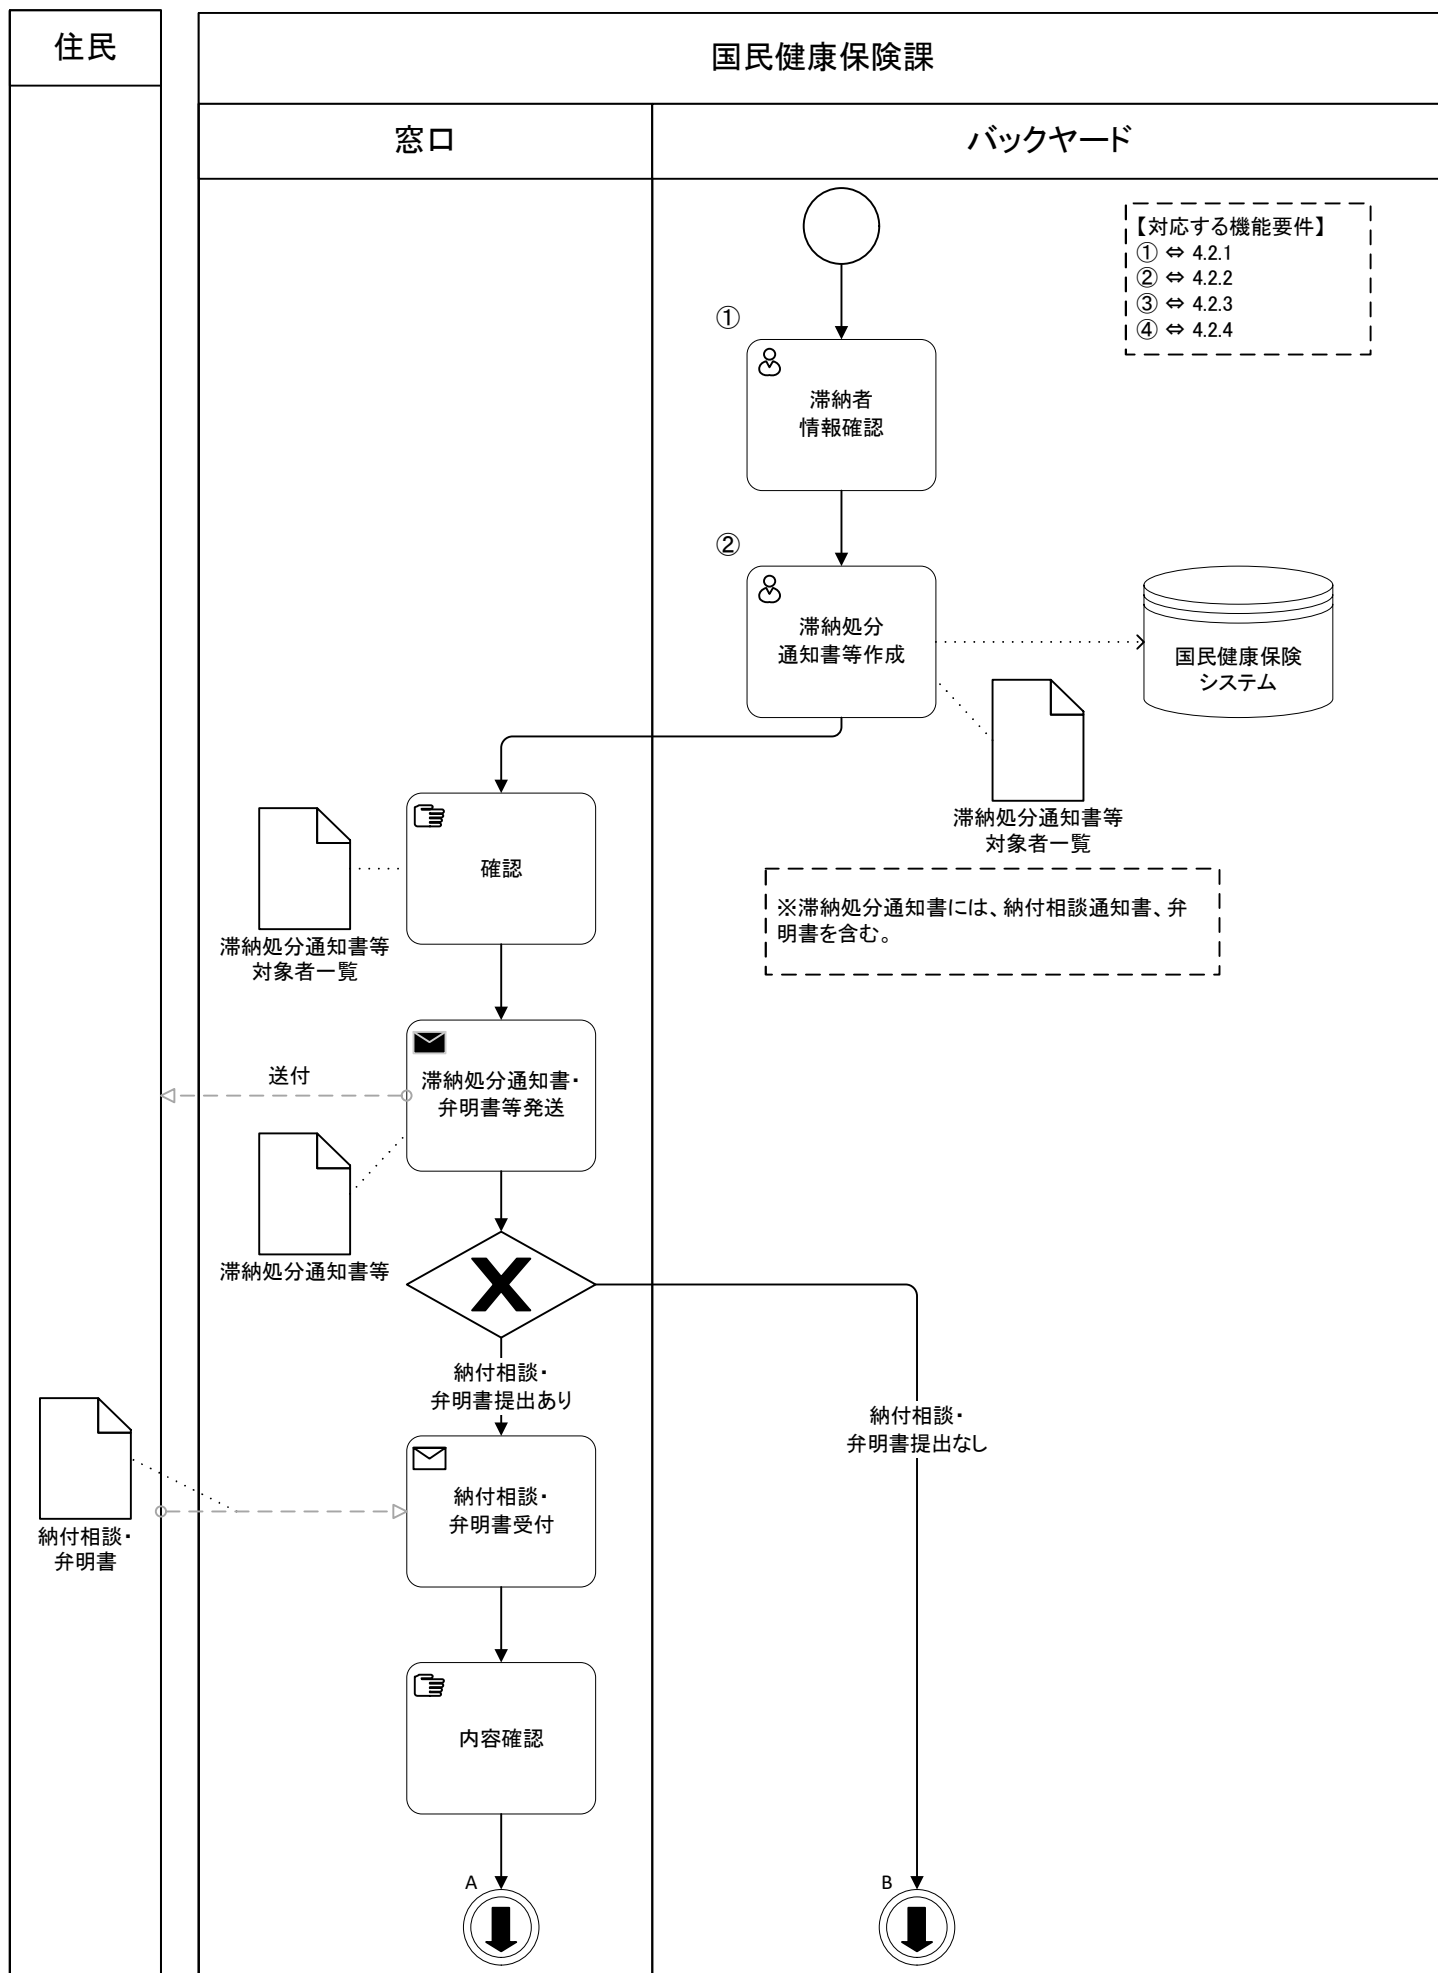 住民
国民健康保険課
窓口
バックヤード
【対応する機能要件】
① ⇔ 4.2.1
② ⇔ 4.2.2
③ ⇔ 4.2.3
④ ⇔ 4.2.4
①
滞納者
情報確認
②
滞納処分
通知書等作成
国民健康保険
システム
滞納処分通知書等
対象者一覧
確認
滞納処分通知書等
対象者一覧
※滞納処分通知書には、納付相談通知書、弁
明書を含む。
送付
滞納処分通知書・
弁明書等発送
滞納処分通知書等
納付相談・
弁明書提出あり
納付相談・
弁明書提出なし
納付相談・
弁明書受付
納付相談・
弁明書
内容確認
A
B